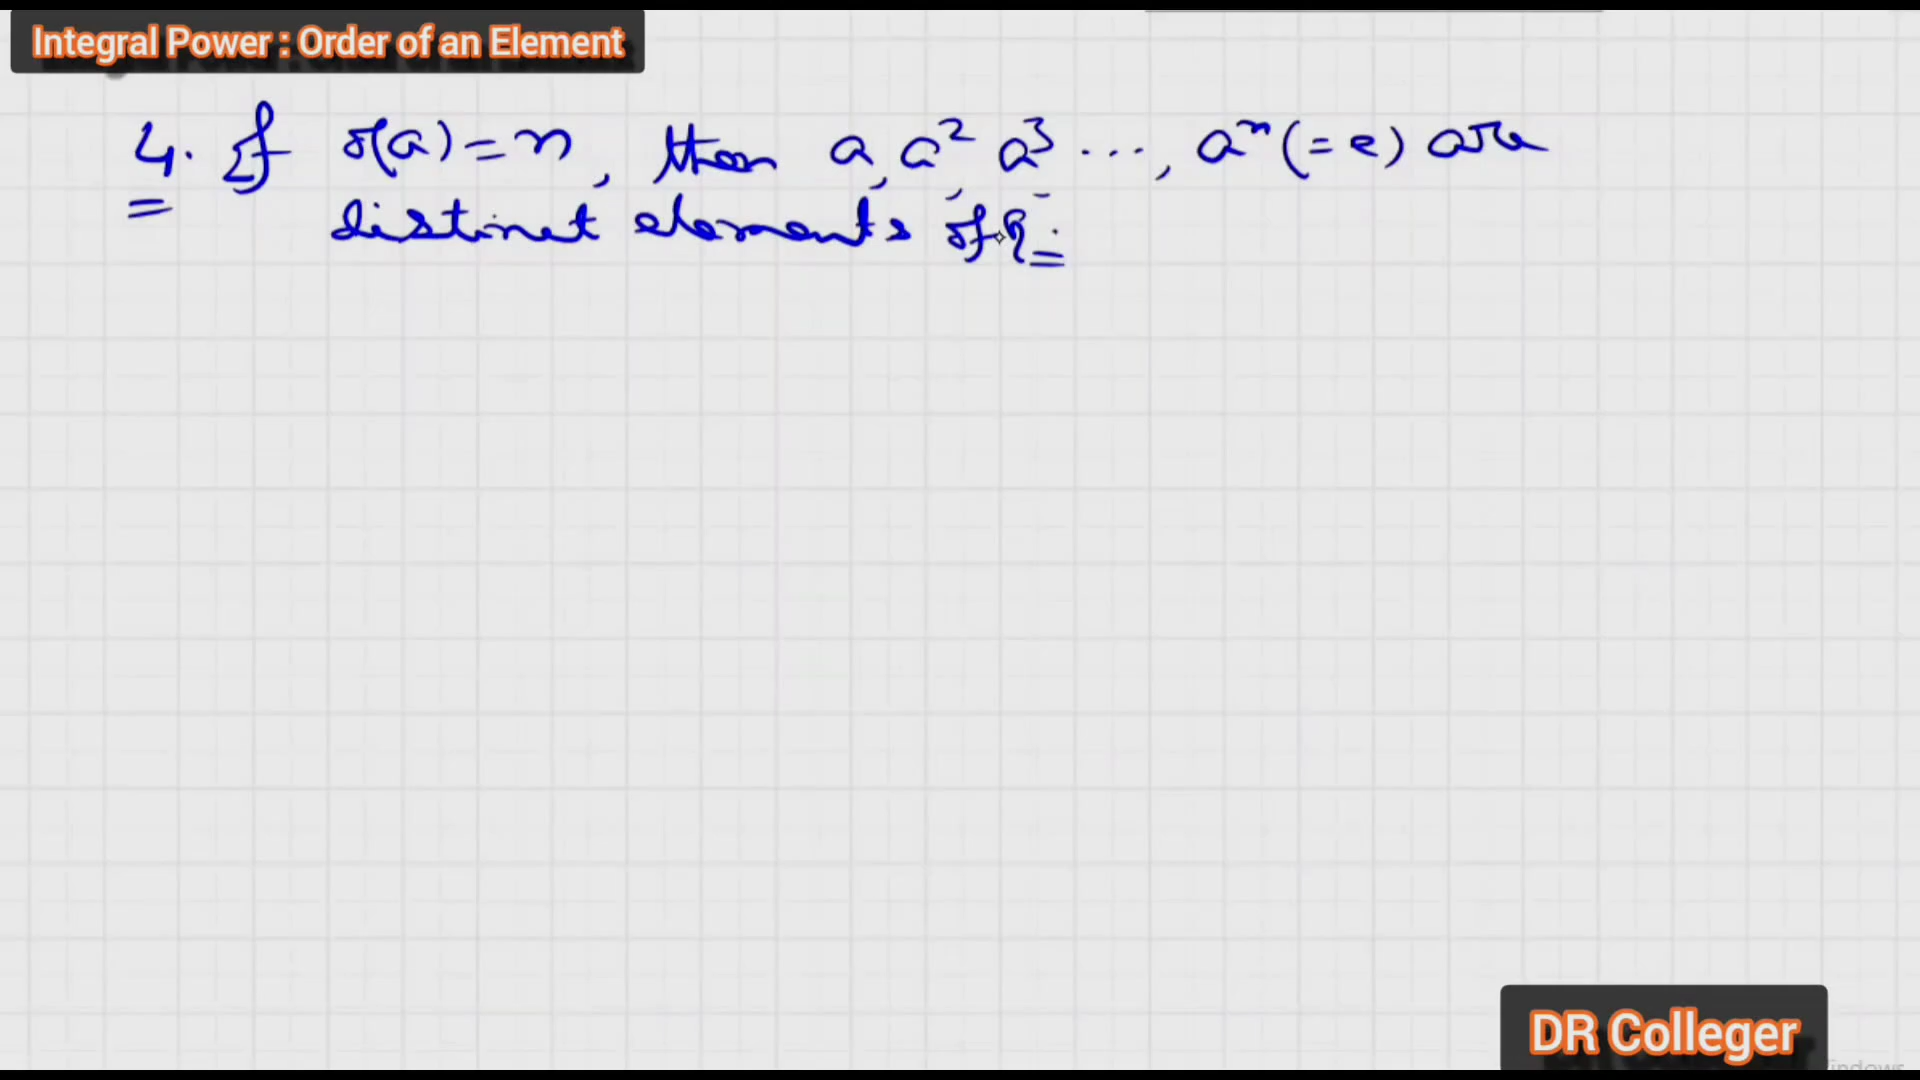 Integral Power : Order of an Element
4. If o(a) = n, then a, a², a³ ..., aⁿ (= e) are
distinct elements of G.
DR Colleger